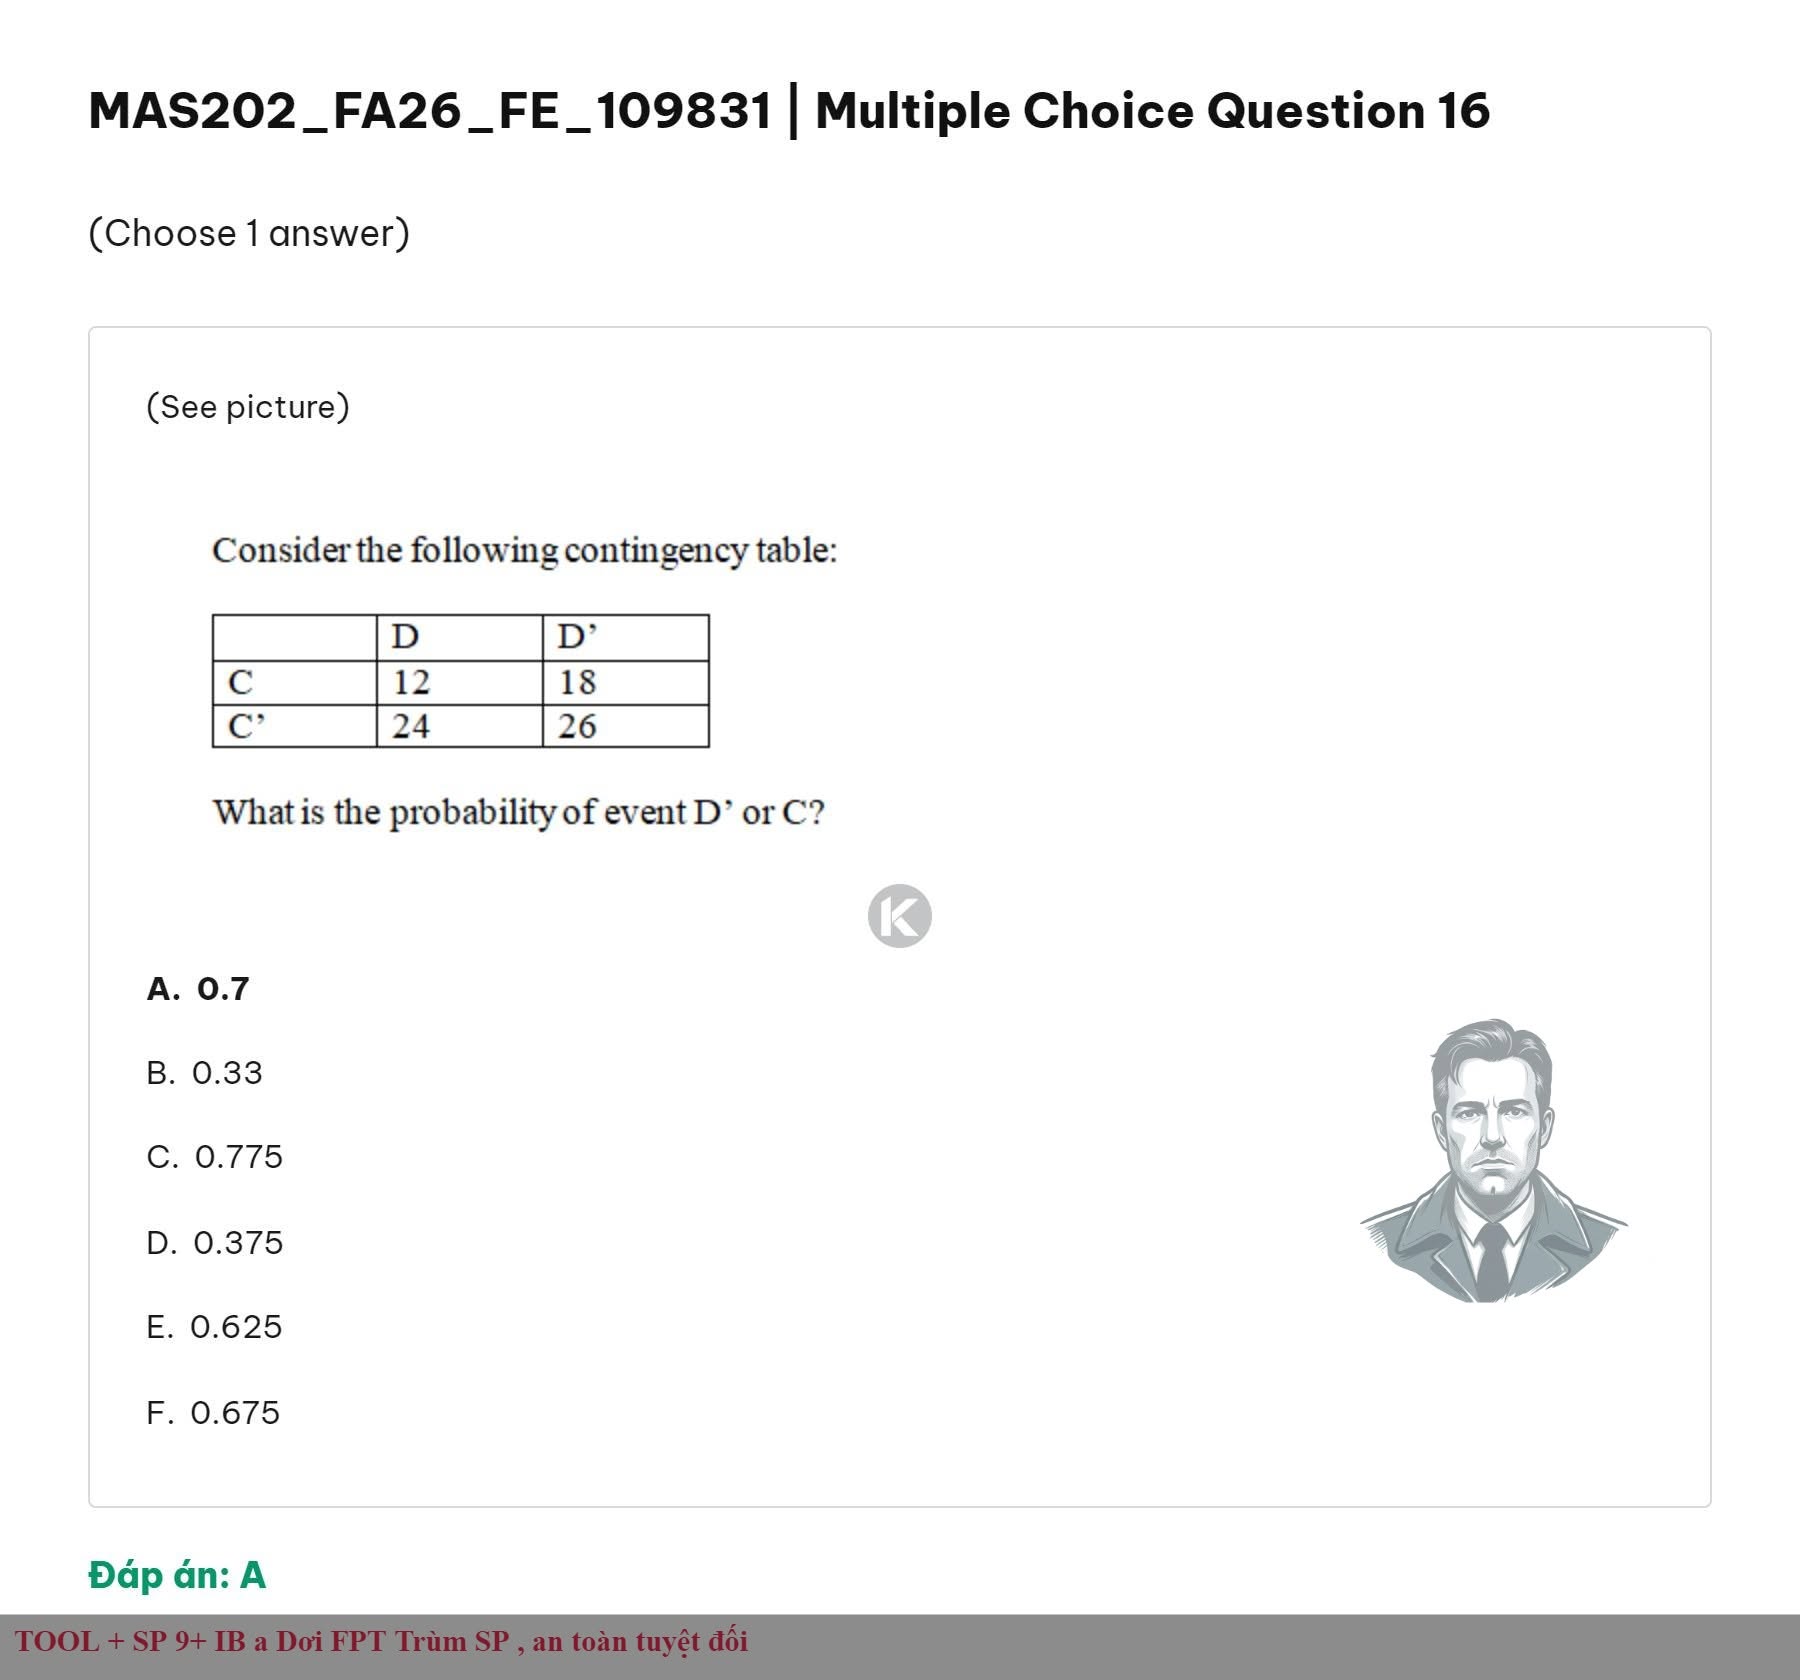 MAS202_FA26_FE_109831 | Multiple Choice Question 16
(Choose 1 answer)
(See picture)
Consider the following contingency table:
D D’
C 12 18
C’ 24 26
What is the probability of event D’ or C?
K
A. 0.7
B. 0.33
C. 0.775
D. 0.375
E. 0.625
F. 0.675
Đáp án: A
TOOL + SP 9+ IB a Dơi FPT Trùm SP , an toàn tuyệt đối